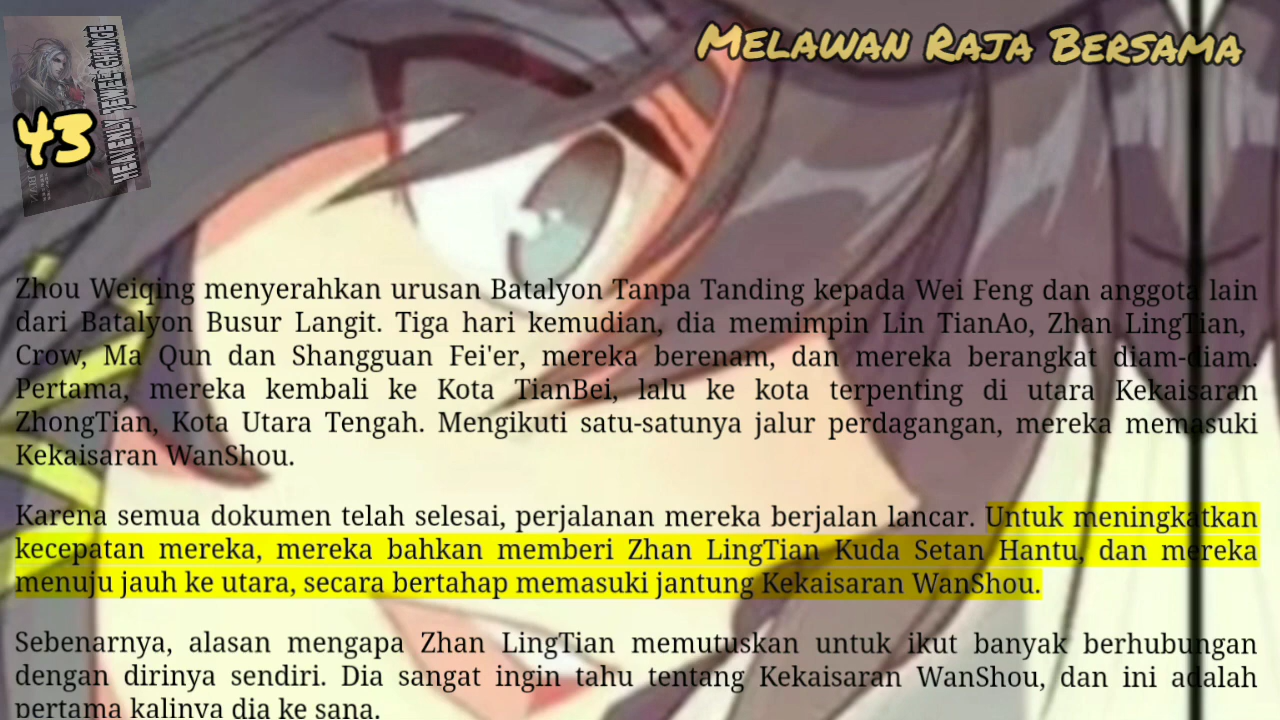 Melawan Raja Bersama
HEAVENLY JEWEL CHANGE
43
Zhou Weiqing menyerahkan urusan Batalyon Tanpa Tanding kepada Wei Feng dan anggota lain
dari Batalyon Busur Langit. Tiga hari kemudian, dia memimpin Lin TianAo, Zhan LingTian,
Crow, Ma Qun dan Shangguan Fei'er, mereka berenam, dan mereka berangkat diam-diam.
Pertama, mereka kembali ke Kota TianBei, lalu ke kota terpenting di utara Kekaisaran
ZhongTian, Kota Utara Tengah. Mengikuti satu-satunya jalur perdagangan, mereka memasuki
Kekaisaran WanShou.
Karena semua dokumen telah selesai, perjalanan mereka berjalan lancar. Untuk meningkatkan
kecepatan mereka, mereka bahkan memberi Zhan LingTian Kuda Setan Hantu, dan mereka
menuju jauh ke utara, secara bertahap memasuki jantung Kekaisaran WanShou.
Sebenarnya, alasan mengapa Zhan LingTian memutuskan untuk ikut banyak berhubungan
dengan dirinya sendiri. Dia sangat ingin tahu tentang Kekaisaran WanShou, dan ini adalah
pertama kalinya dia ke sana.